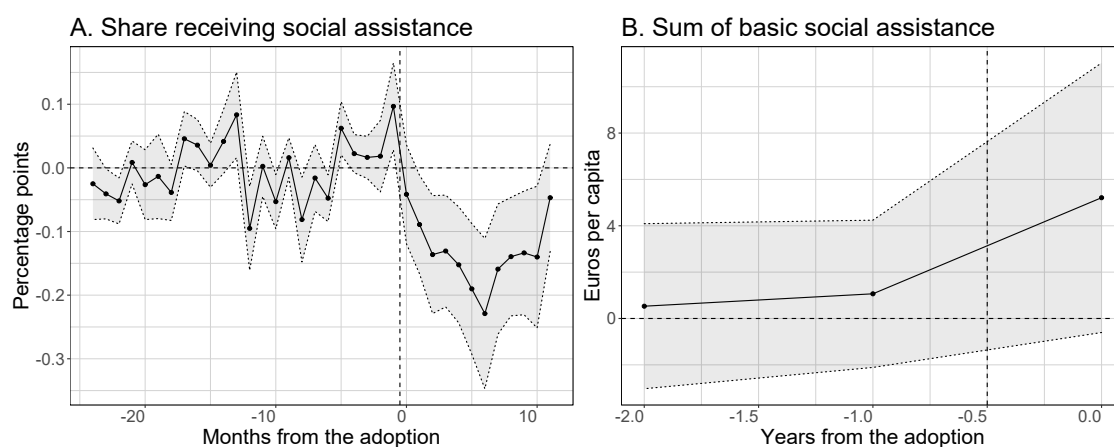 A. Share receiving social assistance
B. Sum of basic social assistance
Percentage points
0.1
0.0
-0.1
-0.2
-0.3
-20
-10
0
10
Months from the adoption
Euros per capita
8
4
0
-2.0
-1.5
-1.0
-0.5
0.0
Years from the adoption